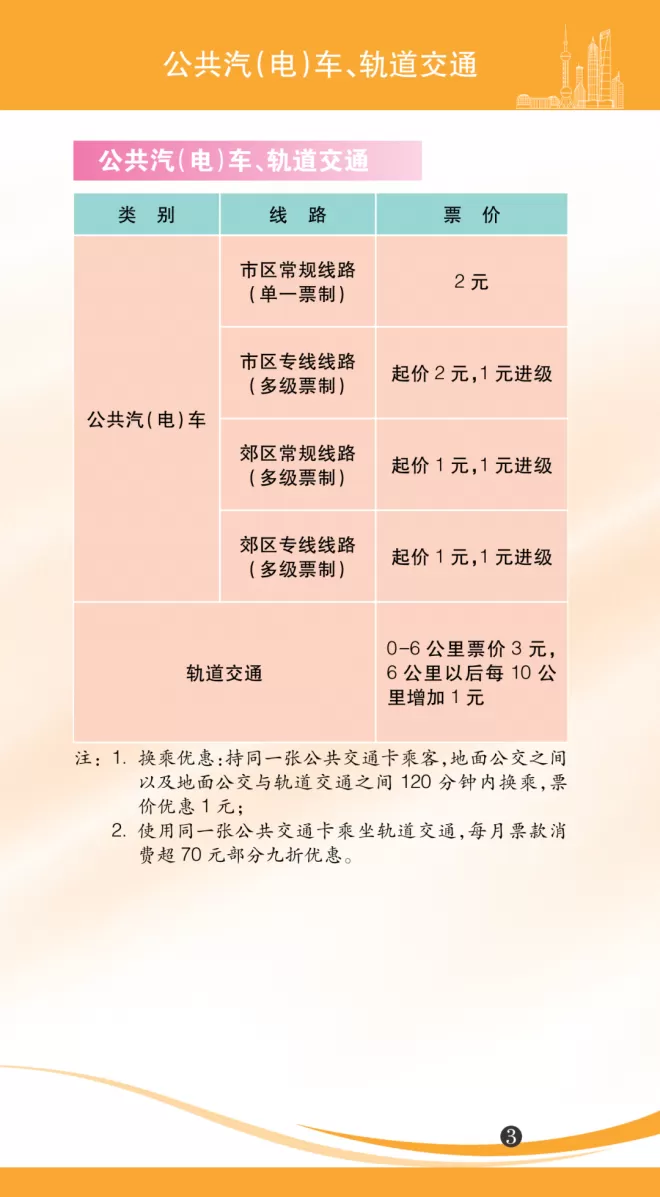 公共汽(电)车、轨道交通
公共汽(电)车、轨道交通
类 别 线 路 票 价
公共汽(电)车
市区常规线路
(单一票制)
2 元
市区专线线路
(多级票制)
起价 2 元,1 元进级
郊区常规线路
(多级票制)
起价 1 元,1 元进级
郊区专线线路
(多级票制)
起价 1 元,1 元进级
轨道交通
0-6 公里票价 3 元,
6 公里以后每 10 公
里增加 1 元
注: 1. 换乘优惠:持同一张公共交通卡乘客,地面公交之间
以及地面公交与轨道交通之间 120 分钟内换乘,票
价优惠 1 元;
2. 使用同一张公共交通卡乘坐轨道交通,每月票款消
费超 70 元部分九折优惠。
3